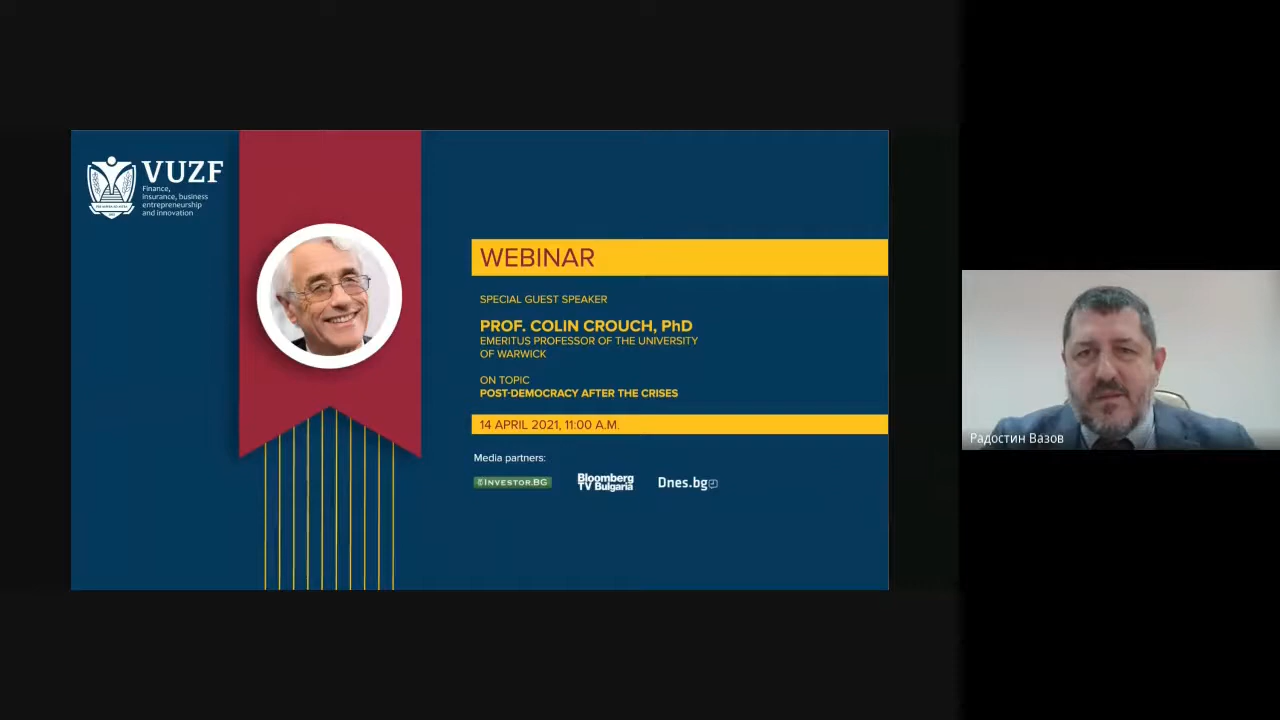 VUZF
Finance,
insurance, business
entrepreneurship
and innovation
WEBINAR
SPECIAL GUEST SPEAKER
PROF. COLIN CROUCH, PhD
EMERITUS PROFESSOR OF THE UNIVERSITY
OF WARWICK
ON TOPIC
POST-DEMOCRACY AFTER THE CRISES
14 APRIL 2021, 11:00 A.M.
Media partners:
INVESTOR.BG
Bloomberg
TV Bulgaria
Dnes.bg
Радостин Вазов